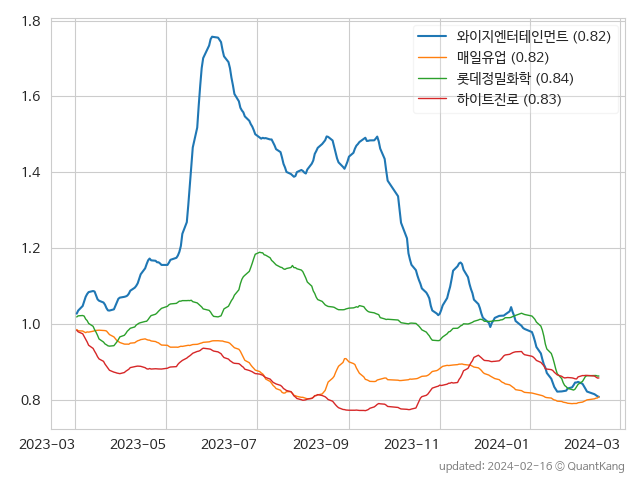 와이지엔터테인먼트 (0.82)
매일유업 (0.82)
롯데정밀화학 (0.84)
하이트진로 (0.83)
1.8
1.6
1.4
1.2
1.0
0.8
2023-03 2023-05 2023-07 2023-09 2023-11 2024-01 2024-03
updated: 2024-02-16 © QuantKang